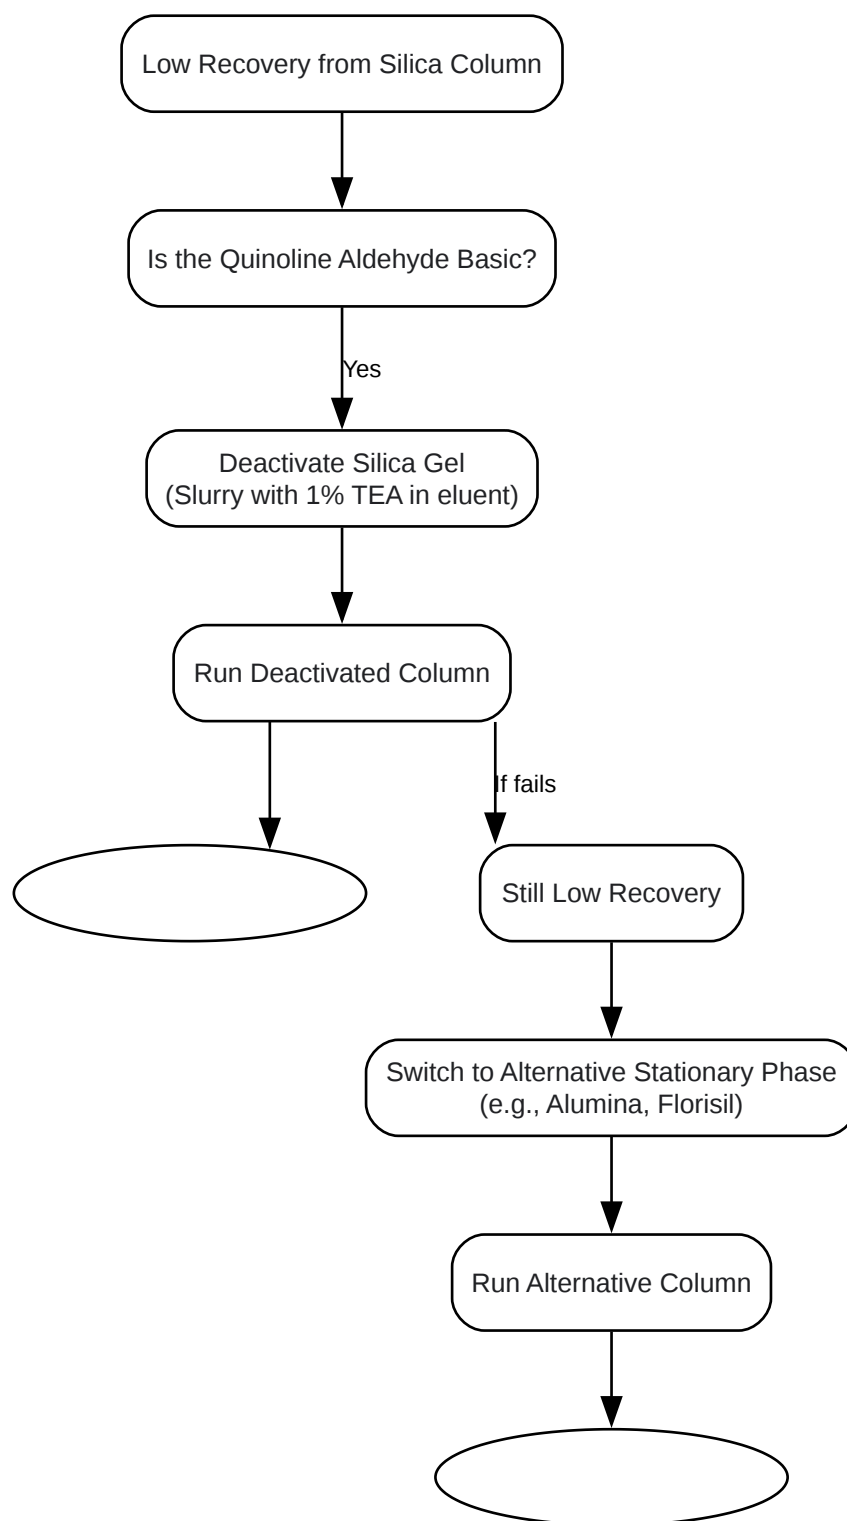 Low Recovery from Silica Column
Is the Quinoline Aldehyde Basic?
Yes
Deactivate Silica Gel
(Slurry with 1% TEA in eluent)
Run Deactivated Column
If fails
Still Low Recovery
Switch to Alternative Stationary Phase
(e.g., Alumina, Florisil)
Run Alternative Column